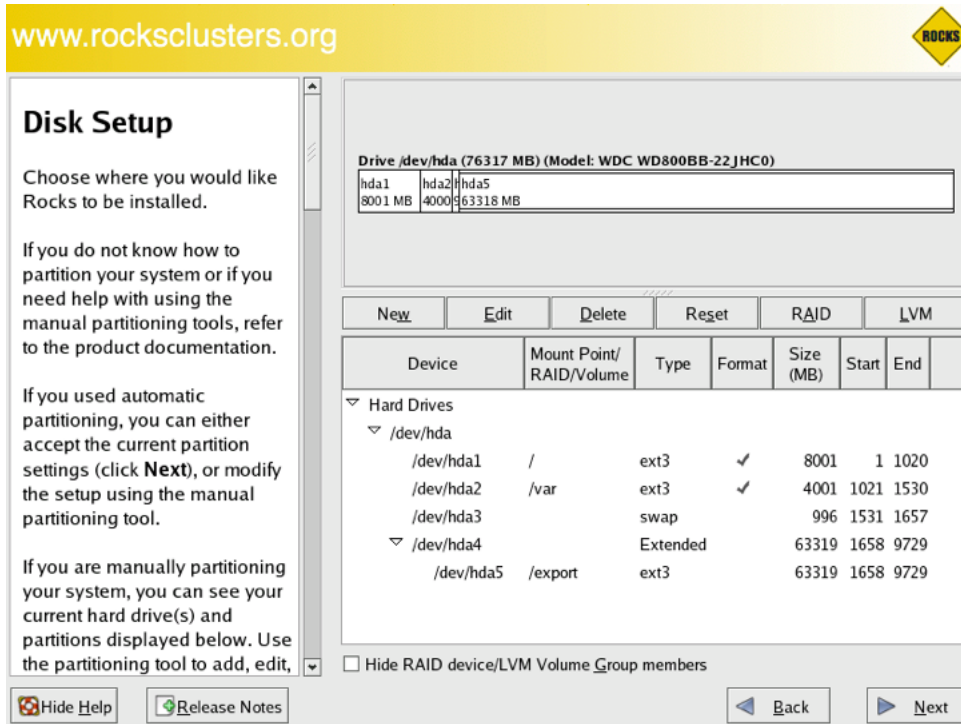 www.rocksclusters.org
ROCKS
Disk Setup
Choose where you would like
Rocks to be installed.
If you do not know how to
partition your system or if you
need help with using the
manual partitioning tools, refer
to the product documentation.
If you used automatic
partitioning, you can either
accept the current partition
settings (click Next), or modify
the setup using the manual
partitioning tool.
If you are manually partitioning
your system, you can see your
current hard drive(s) and
partitions displayed below. Use
the partitioning tool to add, edit,
Drive /dev/hda (76317 MB) (Model: WDC WD800BB-22JHC0)
hda1 hda2 h hda5
8001 MB 4000 9 63318 MB
New Edit Delete Reset RAID LVM
Device Mount Point/ RAID/Volume Type Format Size (MB) Start End
Hard Drives
/dev/hda
/dev/hda1 / ext3 8001 1 1020
/dev/hda2 /var ext3 4001 1021 1530
/dev/hda3 swap 996 1531 1657
/dev/hda4 Extended 63319 1658 9729
/dev/hda5 /export ext3 63319 1658 9729
Hide RAID device/LVM Volume Group members
Hide Help Release Notes Back Next